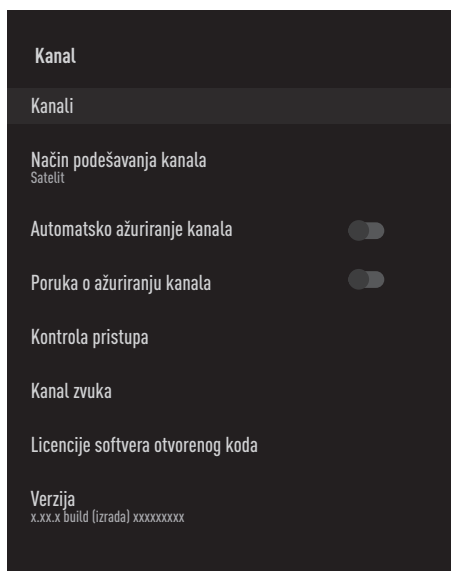 Kanal
Kanali
Način podešavanja kanala
Satelit
Automatsko ažuriranje kanala
Poruka o ažuriranju kanala
Kontrola pristupa
Kanal zvuka
Licencije softvera otvorenog koda
Verzija
x.xx.x build (izrada) xxxxxxxxx